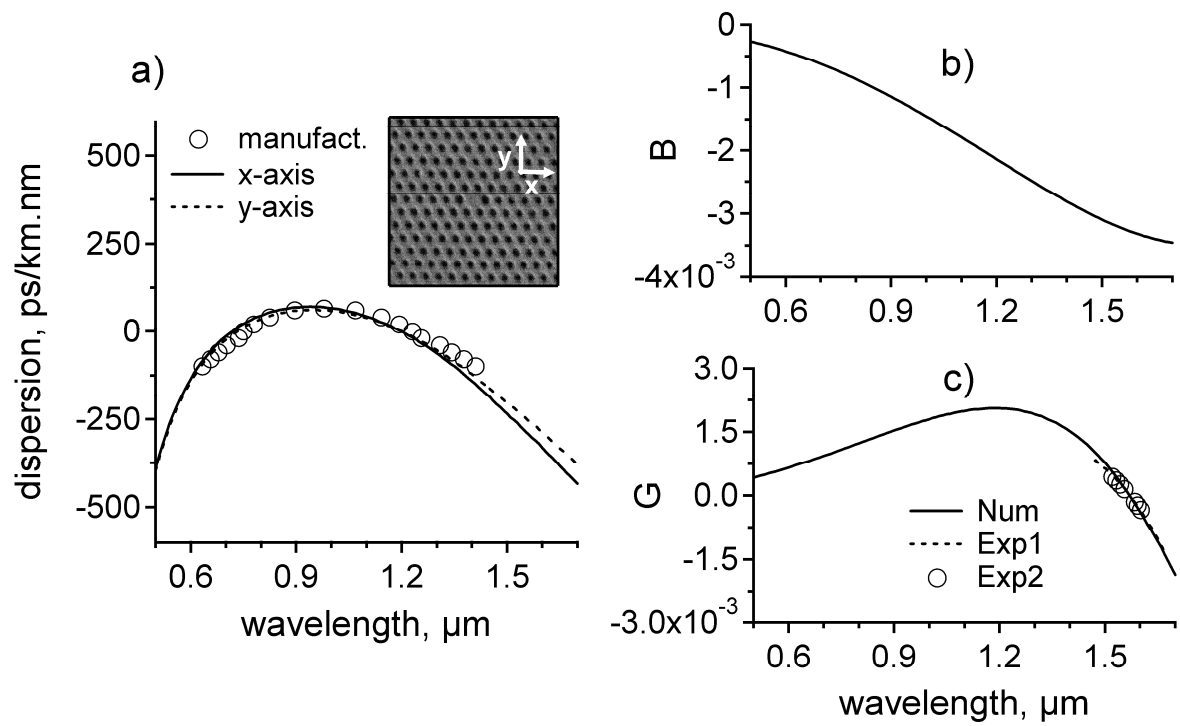 a)
dispersion, ps/km.nm
500
250
0
-250
-500
manufact.
x-axis
y-axis
y
x
0.6 0.9 1.2 1.5
wavelength, µm
b)
B
0
-1
-2
-3
-4x10⁻³
0.6 0.9 1.2 1.5
c)
G
3.0
1.5
0.0
-1.5
-3.0x10⁻³
Num
Exp1
Exp2
0.6 0.9 1.2 1.5
wavelength, µm